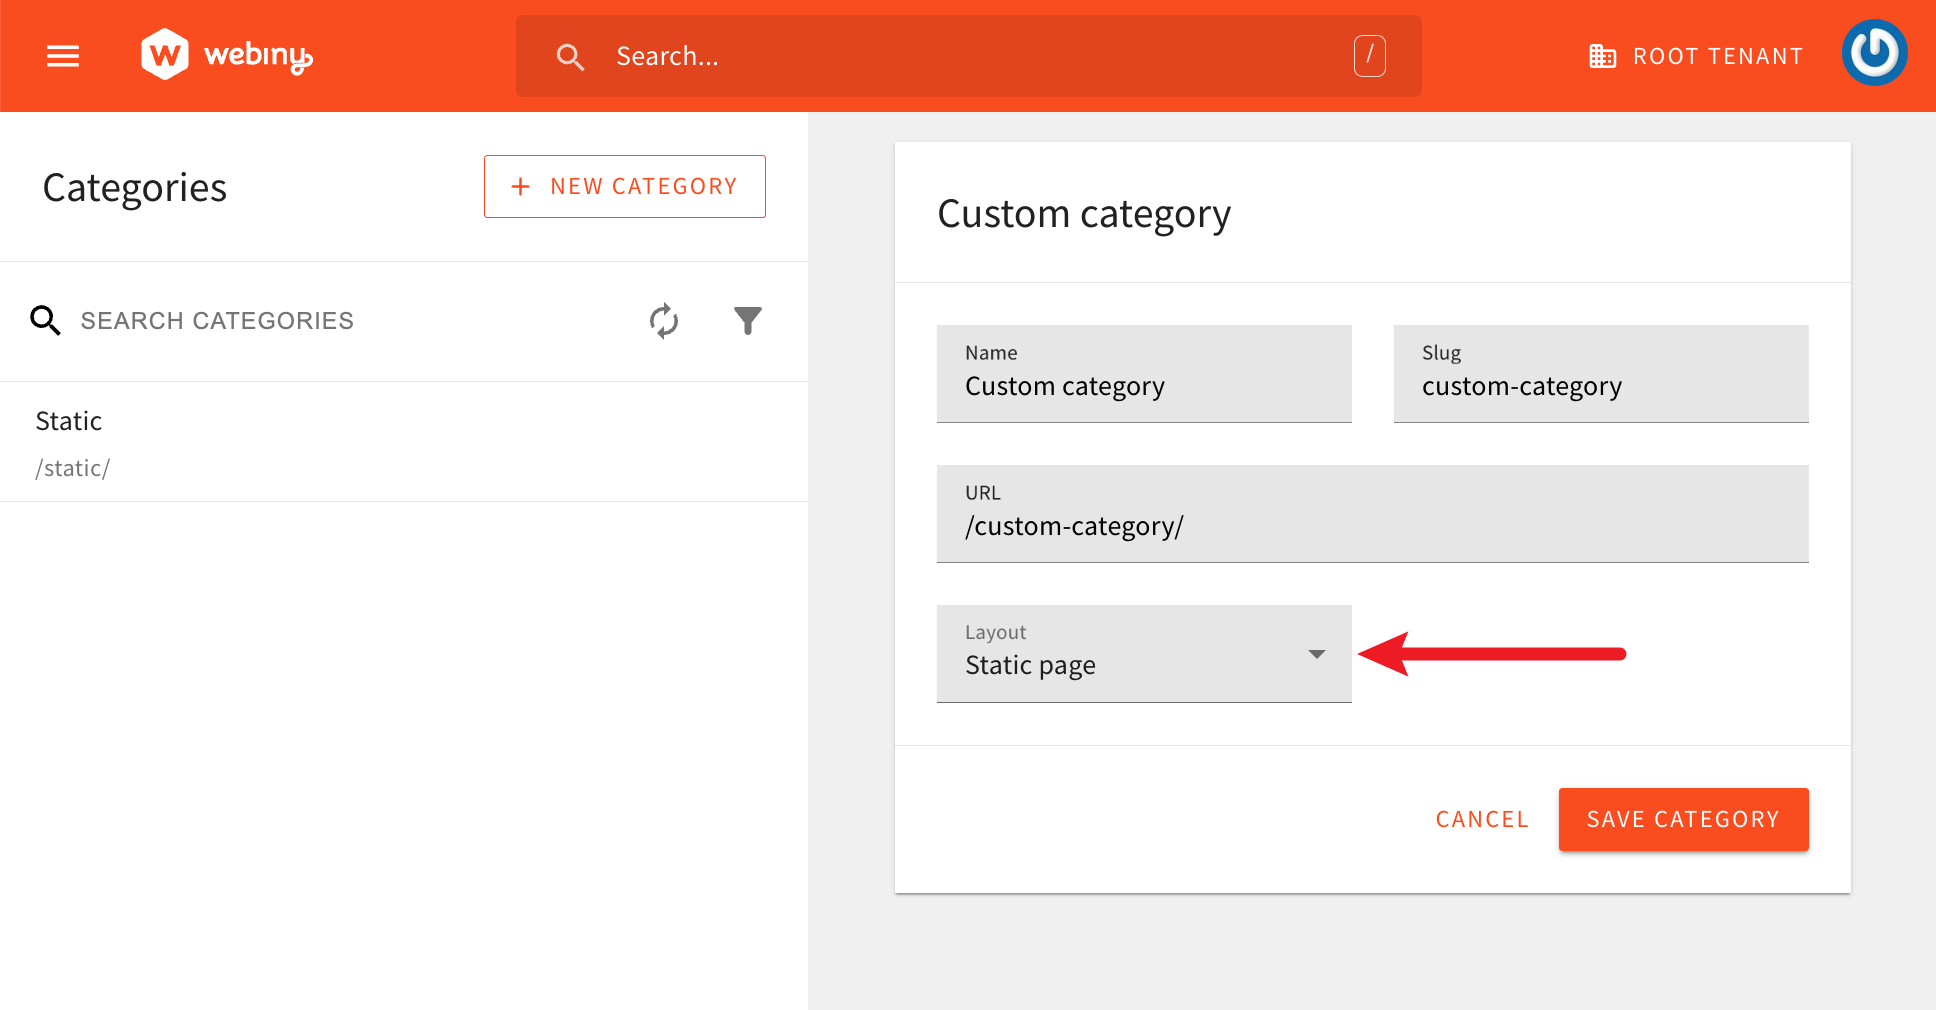 webiny
Search...
/
ROOT TENANT
Categories
+ NEW CATEGORY
SEARCH CATEGORIES
Static
/static/
Custom category
Name
Custom category
Slug
custom-category
URL
/custom-category/
Layout
Static page
CANCEL
SAVE CATEGORY